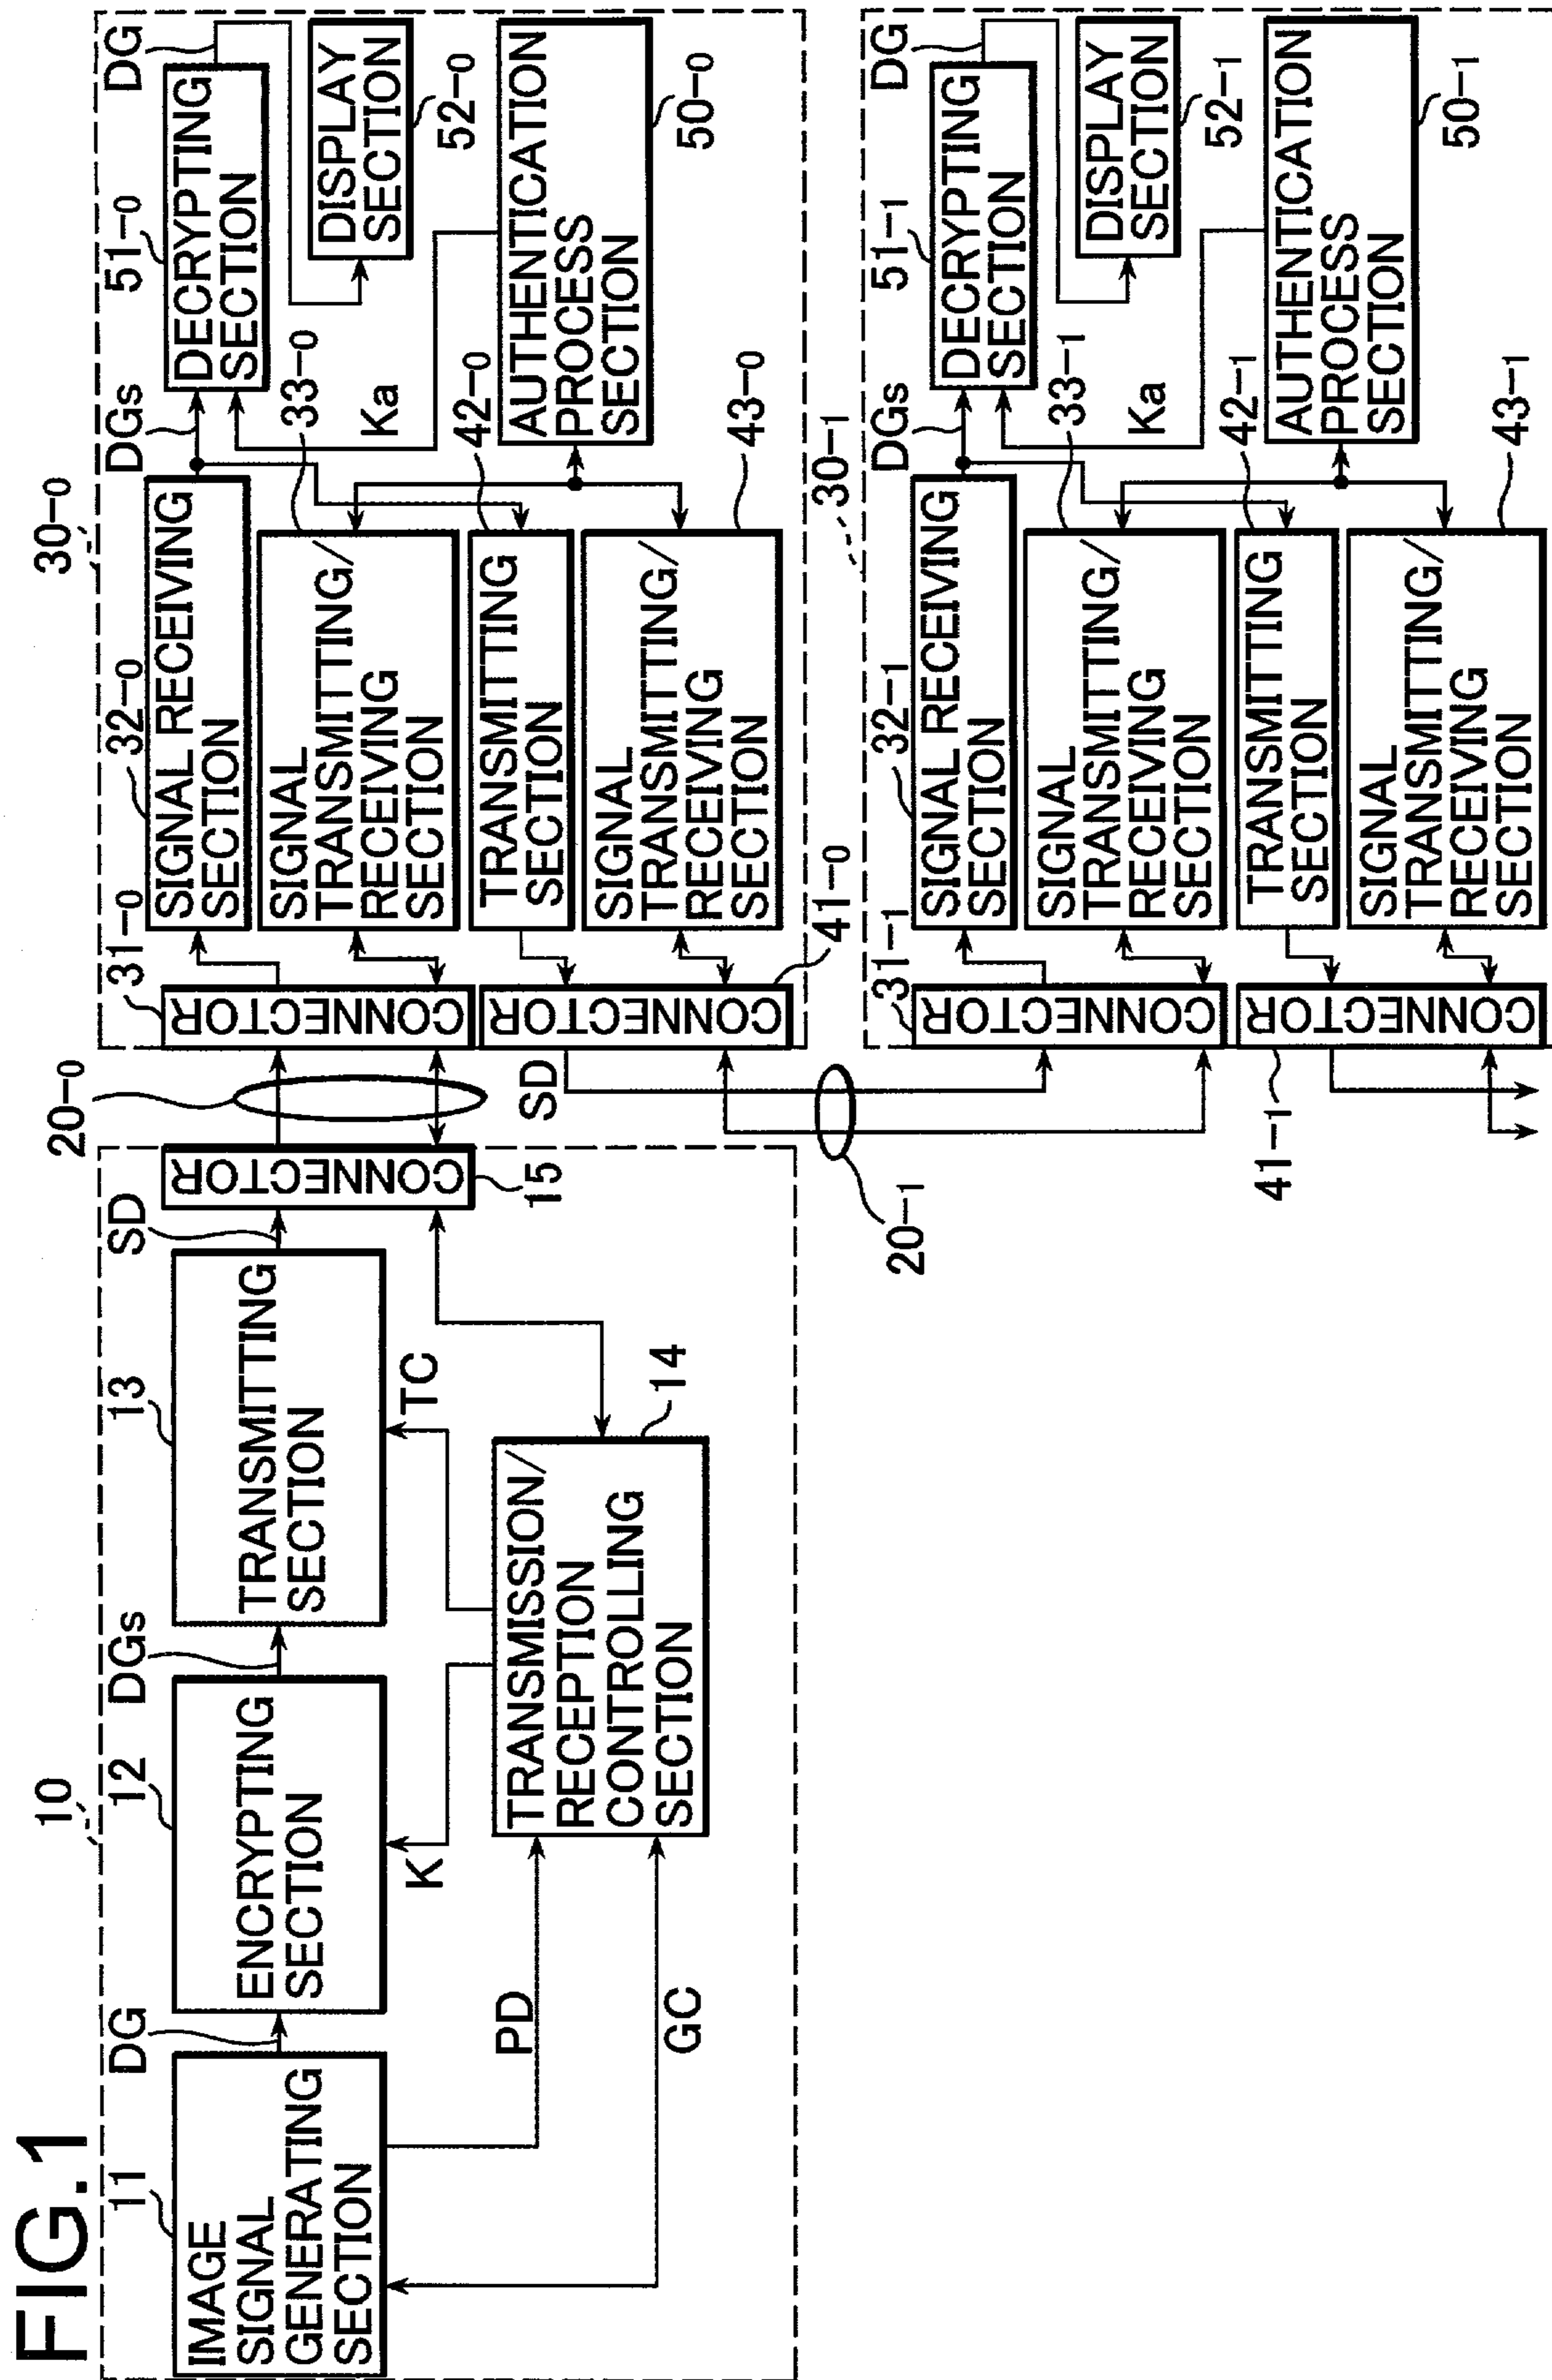 FIG.1
10
11
IMAGE
SIGNAL
GENERATING
SECTION
DG
12
ENCRYPTING
SECTION
DGs
13
TRANSMITTING
SECTION
SD
CONNECTOR
15
PD
GC
K
TC
TRANSMISSION/
RECEPTION
CONTROLLING
SECTION
14
20-0
SD
20-1
30-0
31-0
CONNECTOR
32-0
SIGNAL RECEIVING
SECTION
33-0
SIGNAL
TRANSMITTING/
RECEIVING
SECTION
42-0
TRANSMITTING
SECTION
43-0
SIGNAL
TRANSMITTING/
RECEIVING
SECTION
CONNECTOR
41-0
DGs
51-0
DECRYPTING
SECTION
DG
DISPLAY
SECTION
52-0
Ka
AUTHENTICATION
PROCESS
SECTION
50-0
30-1
31-1
CONNECTOR
32-1
SIGNAL RECEIVING
SECTION
33-1
SIGNAL
TRANSMITTING/
RECEIVING
SECTION
42-1
TRANSMITTING
SECTION
43-1
SIGNAL
TRANSMITTING/
RECEIVING
SECTION
CONNECTOR
41-1
DGs
51-1
DECRYPTING
SECTION
DG
DISPLAY
SECTION
52-1
Ka
AUTHENTICATION
PROCESS
SECTION
50-1